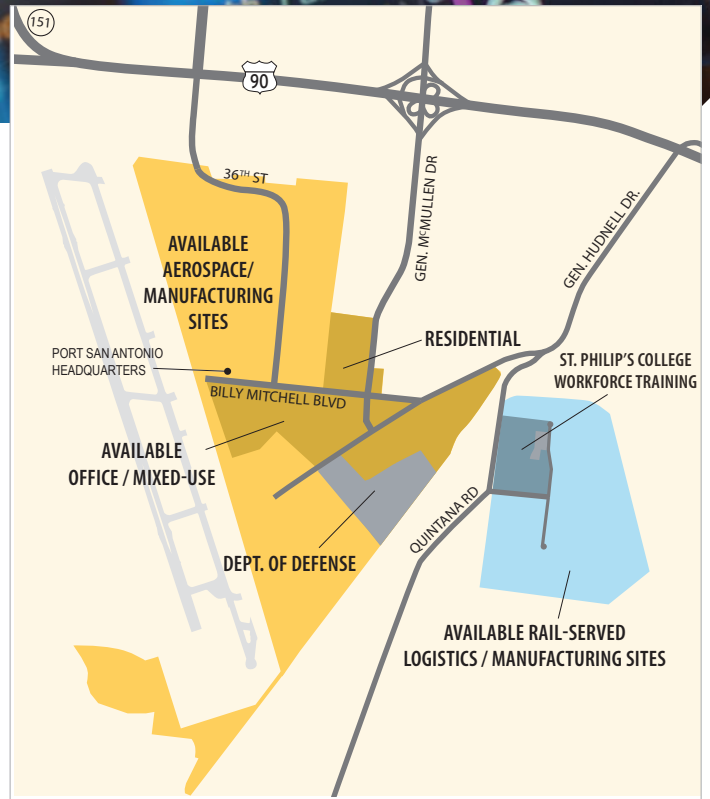 151
90
36TH ST
GEN. MCMULLEN DR
GEN. HUDNELL DR.
AVAILABLE
AEROSPACE/
MANUFACTURING
SITES
RESIDENTIAL
PORT SAN ANTONIO
HEADQUARTERS
ST. PHILIP'S COLLEGE
WORKFORCE TRAINING
BILLY MITCHELL BLVD
AVAILABLE
OFFICE / MIXED-USE
QUINTANA RD
DEPT. OF DEFENSE
AVAILABLE RAIL-SERVED
LOGISTICS / MANUFACTURING SITES